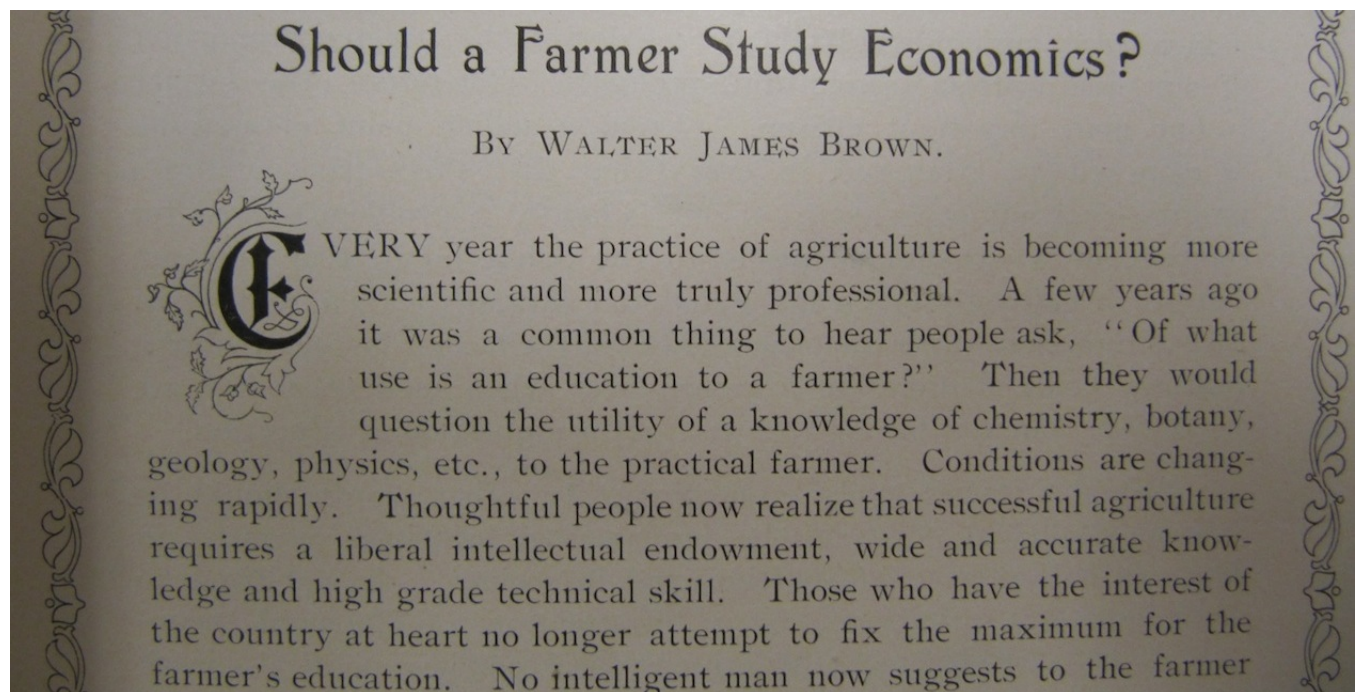 Should a Farmer Study Economics?
By Walter James Brown.
EVERY year the practice of agriculture is becoming more
scientific and more truly professional. A few years ago
it was a common thing to hear people ask, "Of what
use is an education to a farmer?" Then they would
question the utility of a knowledge of chemistry, botany,
geology, physics, etc., to the practical farmer. Conditions are chang-
ing rapidly. Thoughtful people now realize that successful agriculture
requires a liberal intellectual endowment, wide and accurate know-
ledge and high grade technical skill. Those who have the interest of
the country at heart no longer attempt to fix the maximum for the
farmer's education. No intelligent man now suggests to the farmer